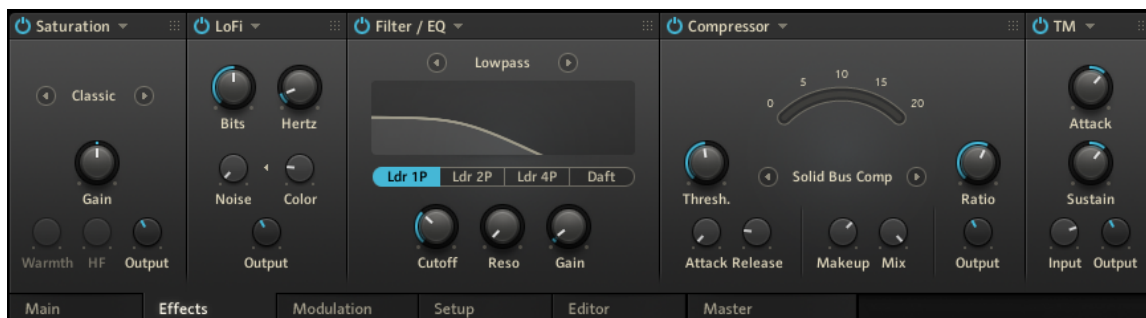 Saturation
Classic
Gain
Warmth HF Output
LoFi
Bits Hertz
Noise Color
Output
Filter / EQ
Lowpass
Ldr 1P Ldr 2P Ldr 4P Daft
Cutoff Reso Gain
Compressor
0 5 10 15 20
Thresh. Solid Bus Comp Ratio
Attack Release Makeup Mix Output
TM
Attack
Sustain
Input Output
Main Effects Modulation Setup Editor Master